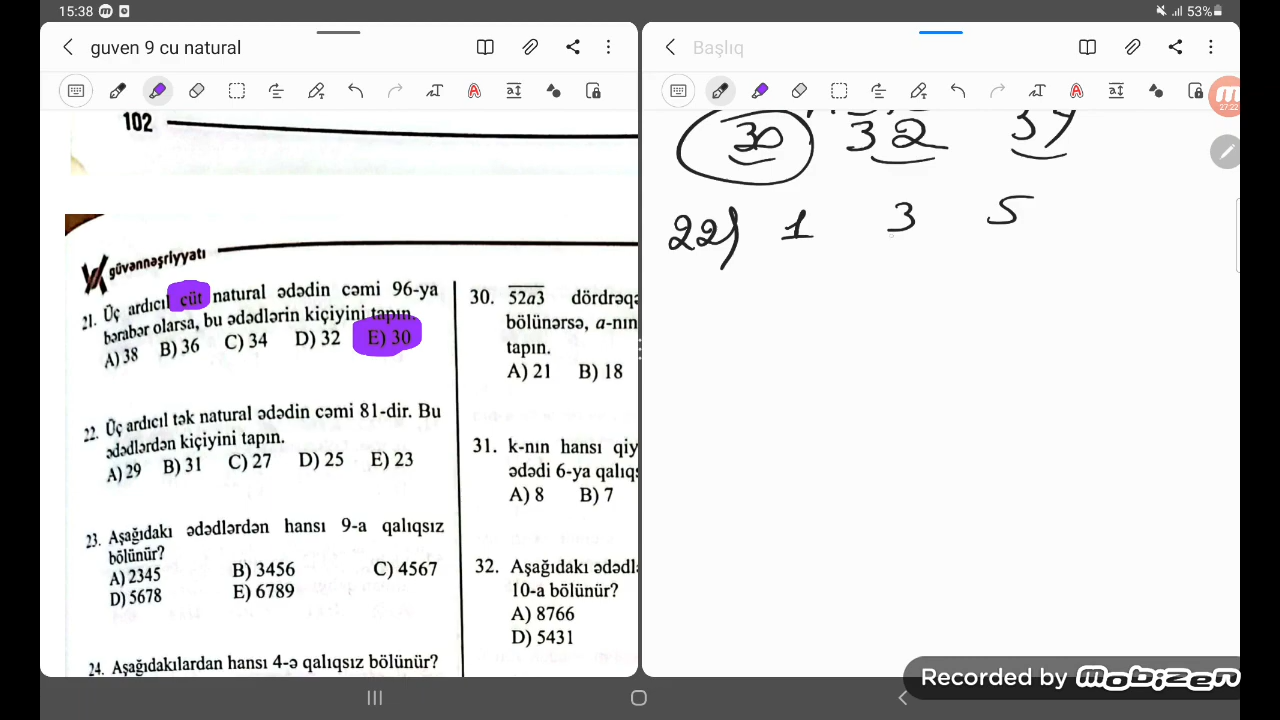 15:38
53%
guven 9 cu natural
102
güvənnəşriyyatı
21. Üç ardıcıl cüt natural ədədin cəmi 96-ya
bərabər olarsa, bu ədədlərin kiçiyini tapın.
A) 38 B) 36 C) 34 D) 32 E) 30
22. Üç ardıcıl tək natural ədədin cəmi 81-dir. Bu
ədədlərdən kiçiyini tapın.
A) 29 B) 31 C) 27 D) 25 E) 23
23. Aşağıdakı ədədlərdən hansı 9-a qalıqsız
bölünür?
A) 2345 B) 3456 C) 4567
D) 5678 E) 6789
24. Aşağıdakılardan hansı 4-ə qalıqsız bölünür?
30. 52a3 dördrəqə
bölünərsə, a-nın
tapın.
A) 21 B) 18
31. k-nın hansı qiy
ədədi 6-ya qalıqs
A) 8 B) 7
32. Aşağıdakı ədədlə
10-a bölünür?
A) 8766
D) 5431
Başlıq
30 32 34
22) 1 3 5
27:22
Recorded by mobizen